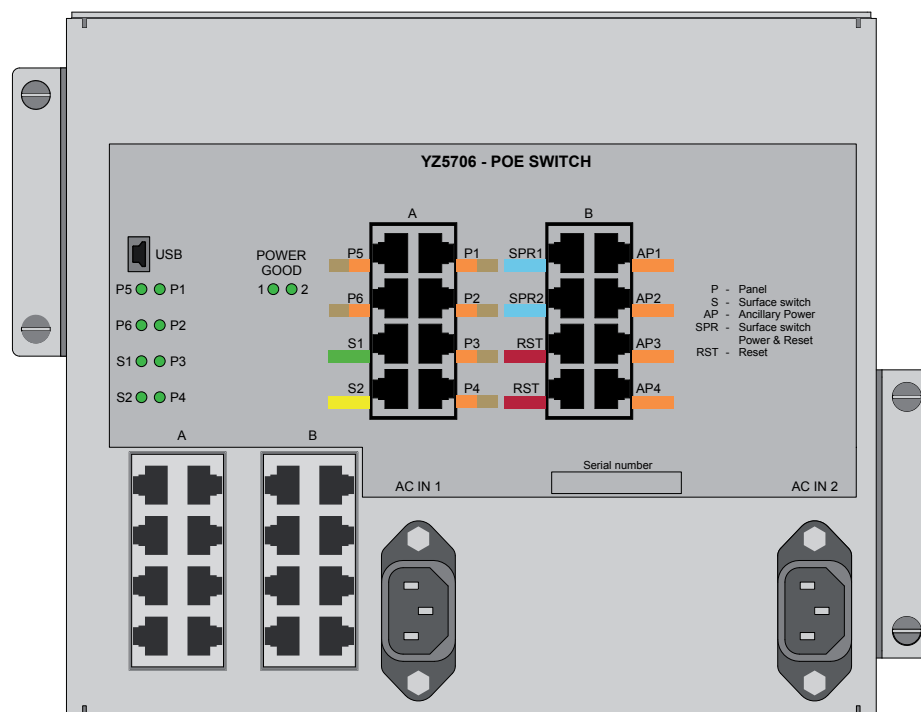 YZ5706 - POE SWITCH
A
B
USB
POWER
GOOD
1 2
P5 P1
P6 P2
S1 P3
S2 P4
P5 P1 SPR1 AP1
P6 P2 SPR2 AP2
S1 P3 RST AP3
S2 P4 RST AP4
P - Panel
S - Surface switch
AP - Ancillary Power
SPR - Surface switch
Power & Reset
RST - Reset
A
B
Serial number
AC IN 1
AC IN 2